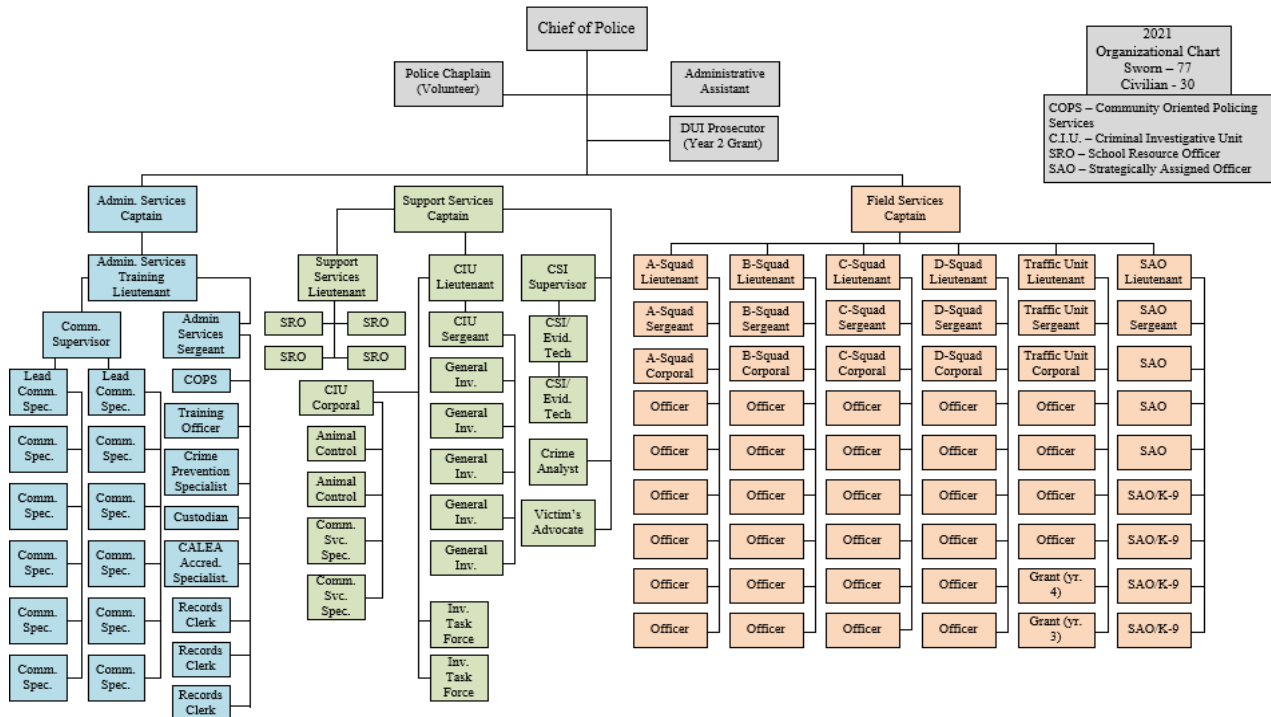 Chief of Police
2021
Organizational Chart
Sworn – 77
Civilian - 30
COPS – Community Oriented Policing
Services
C.I.U. – Criminal Investigative Unit
SRO – School Resource Officer
SAO – Strategically Assigned Officer
Police Chaplain
(Volunteer)
Administrative
Assistant
DUI Prosecutor
(Year 2 Grant)
Admin. Services
Captain
Admin. Services
Training
Lieutenant
Comm.
Supervisor
Lead
Comm.
Spec.
Comm.
Spec.
Comm.
Spec.
Comm.
Spec.
Comm.
Spec.
Comm.
Spec.
Lead
Comm.
Spec.
Comm.
Spec.
Comm.
Spec.
Comm.
Spec.
Comm.
Spec.
Comm.
Spec.
Admin
Services
Sergeant
COPS
Training
Officer
Crime
Prevention
Specialist
Custodian
CALEA
Accred.
Specialist.
Records
Clerk
Records
Clerk
Records
Clerk
Support Services
Captain
Support
Services
Lieutenant
SRO
SRO
SRO
SRO
CIU
Lieutenant
CIU
Corporal
Animal
Control
Animal
Control
Comm.
Svc.
Spec.
Comm.
Svc.
Spec.
CIU
Sergeant
General
Inv.
General
Inv.
General
Inv.
General
Inv.
General
Inv.
Inv.
Task
Force
Inv.
Task
Force
CSI
Supervisor
CSI/
Evid.
Tech
CSI/
Evid.
Tech
Crime
Analyst
Victim's
Advocate
Field Services
Captain
A-Squad
Lieutenant
A-Squad
Sergeant
A-Squad
Corporal
Officer
Officer
Officer
Officer
Officer
Officer
B-Squad
Lieutenant
B-Squad
Sergeant
B-Squad
Corporal
Officer
Officer
Officer
Officer
Officer
Officer
C-Squad
Lieutenant
C-Squad
Sergeant
C-Squad
Corporal
Officer
Officer
Officer
Officer
Officer
Officer
D-Squad
Lieutenant
D-Squad
Sergeant
D-Squad
Corporal
Officer
Officer
Officer
Officer
Officer
Officer
Traffic Unit
Lieutenant
Traffic Unit
Sergeant
Traffic Unit
Corporal
Officer
Officer
Officer
Officer
Grant (yr.
4)
Grant (yr.
3)
SAO
Lieutenant
SAO
Sergeant
SAO
SAO
SAO
SAO/K-9
SAO/K-9
SAO/K-9
SAO/K-9